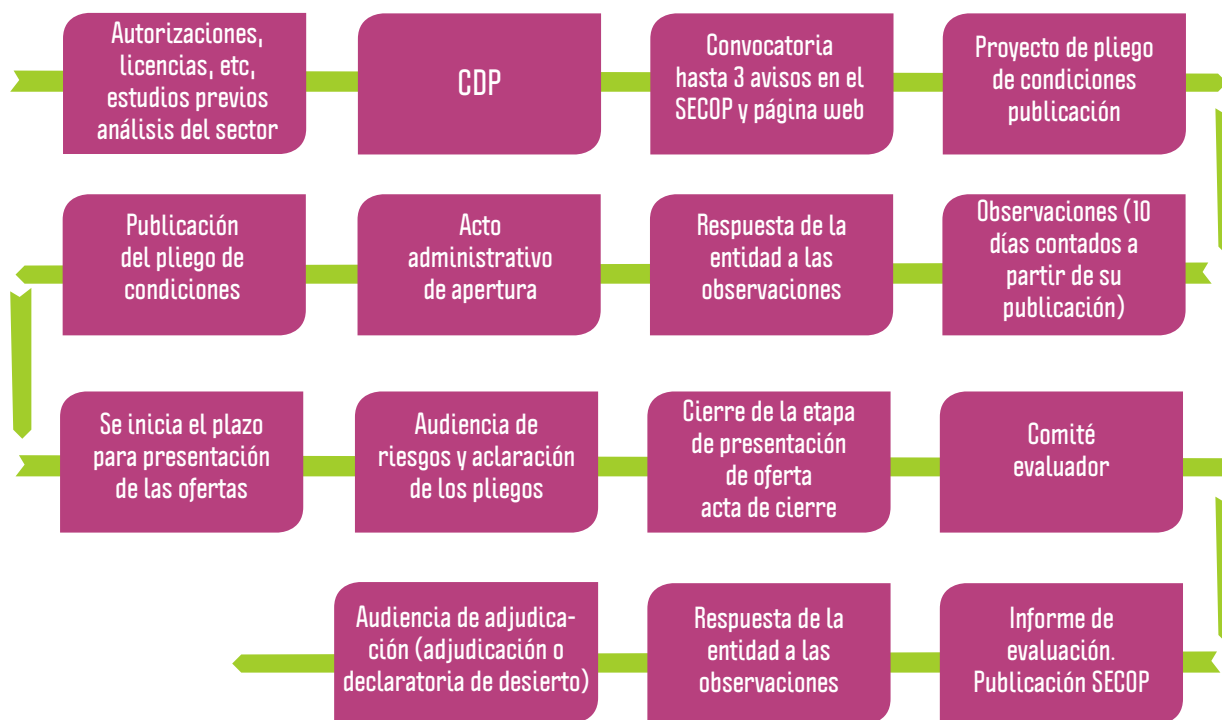 Autorizaciones,
licencias, etc,
estudios previos
análisis del sector
CDP
Convocatoria
hasta 3 avisos en el
SECOP y página web
Proyecto de pliego
de condiciones
publicación
Observaciones (10
días contados a
partir de su
publicación)
Respuesta de la
entidad a las
observaciones
Acto
administrativo
de apertura
Publicación
del pliego de
condiciones
Se inicia el plazo
para presentación
de las ofertas
Audiencia de
riesgos y aclaración
de los pliegos
Cierre de la etapa
de presentación
de oferta
acta de cierre
Comité
evaluador
Informe de
evaluación.
Publicación SECOP
Respuesta de la
entidad a las
observaciones
Audiencia de adjudica-
ción (adjudicación o
declaratoria de desierto)